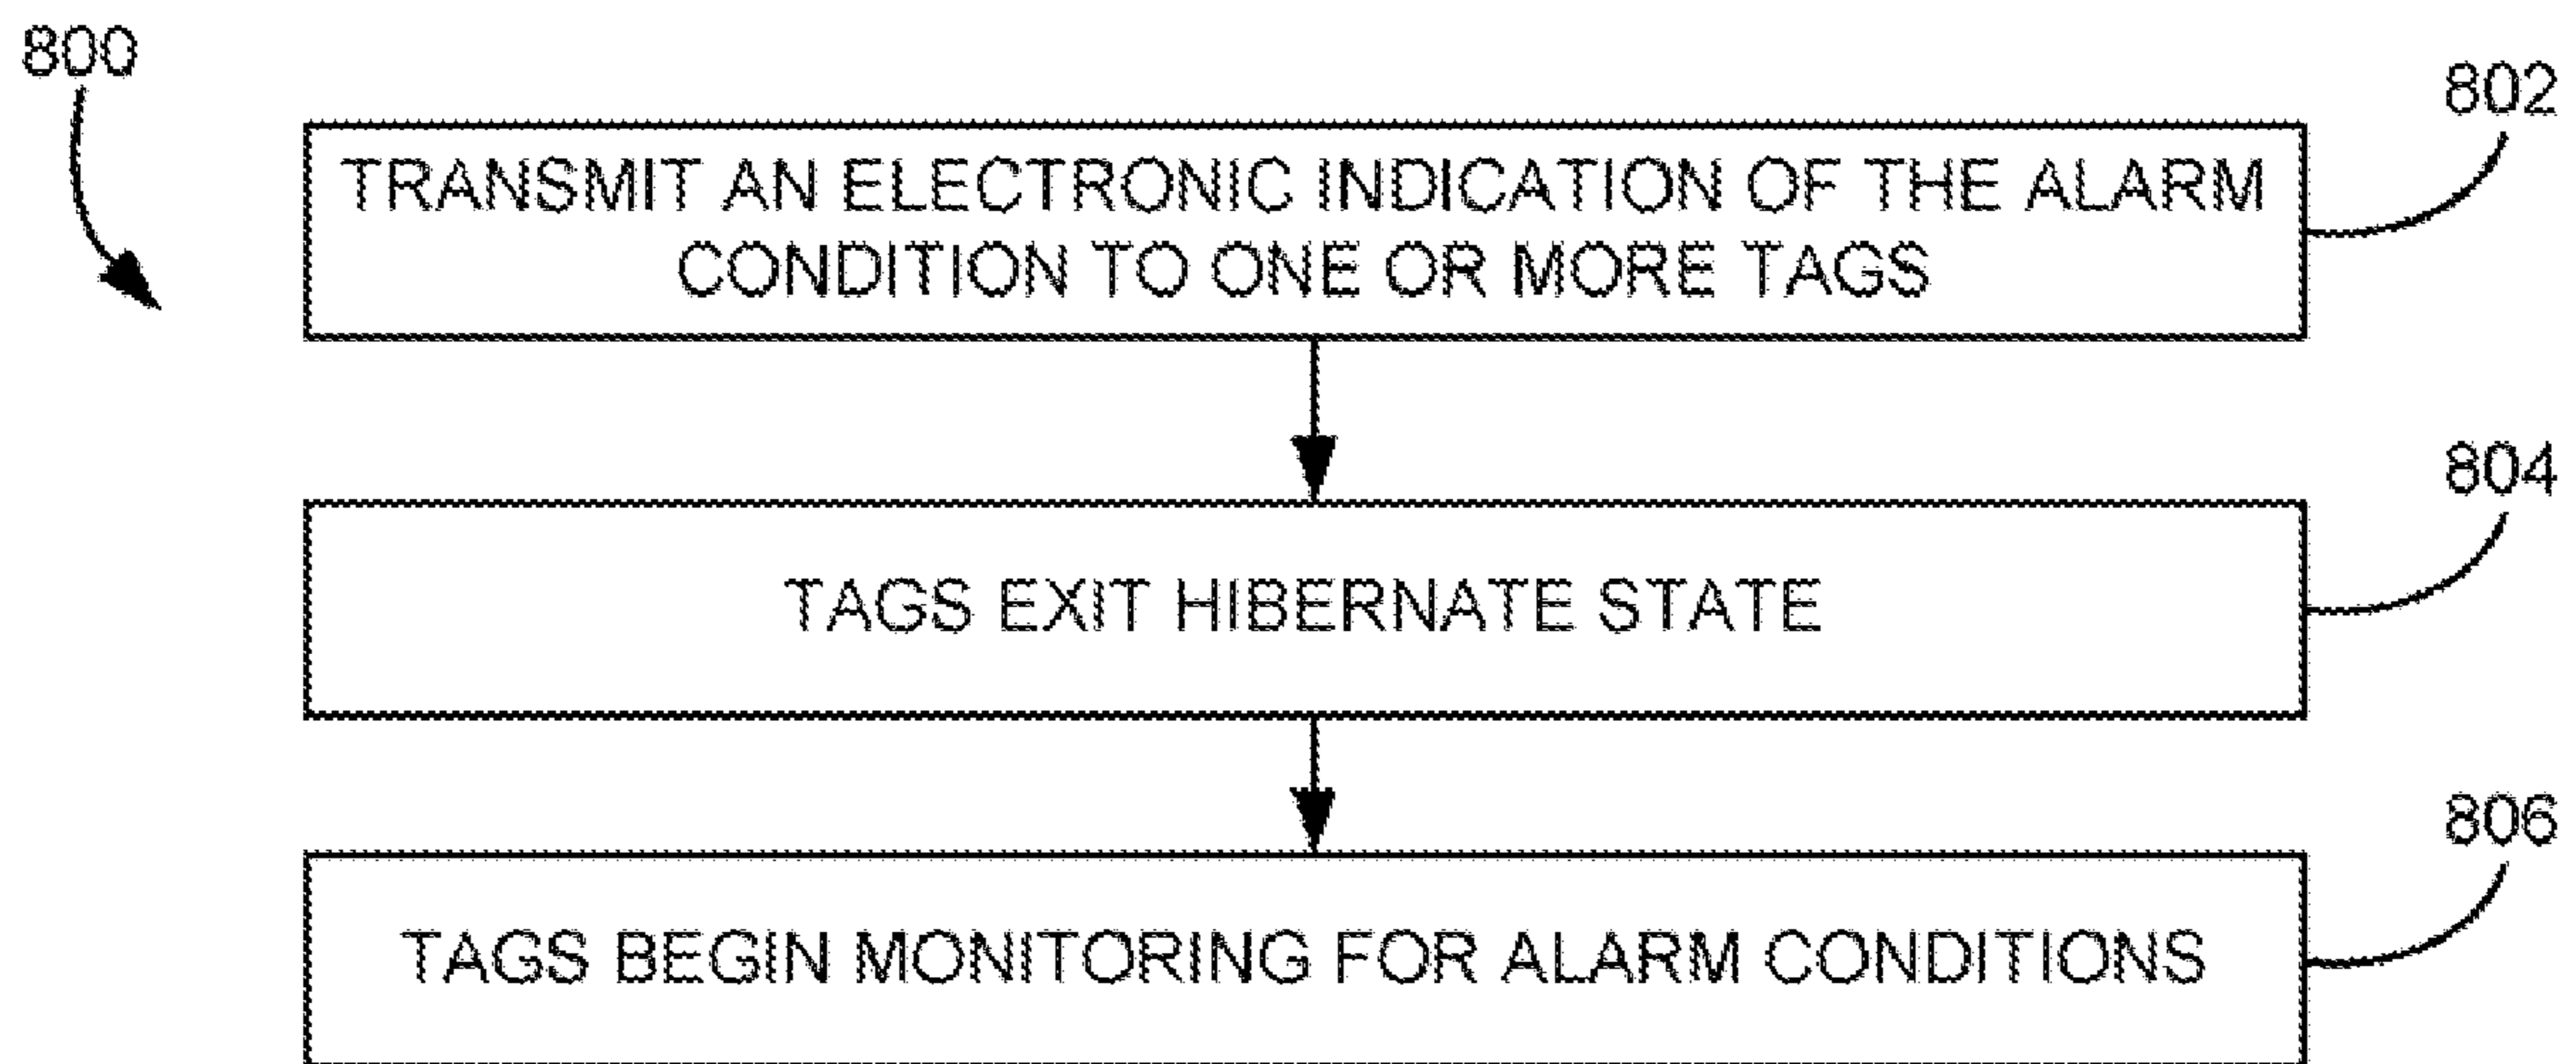 800
802
TRANSMIT AN ELECTRONIC INDICATION OF THE ALARM
CONDITION TO ONE OR MORE TAGS
804
TAGS EXIT HIBERNATE STATE
806
TAGS BEGIN MONITORING FOR ALARM CONDITIONS